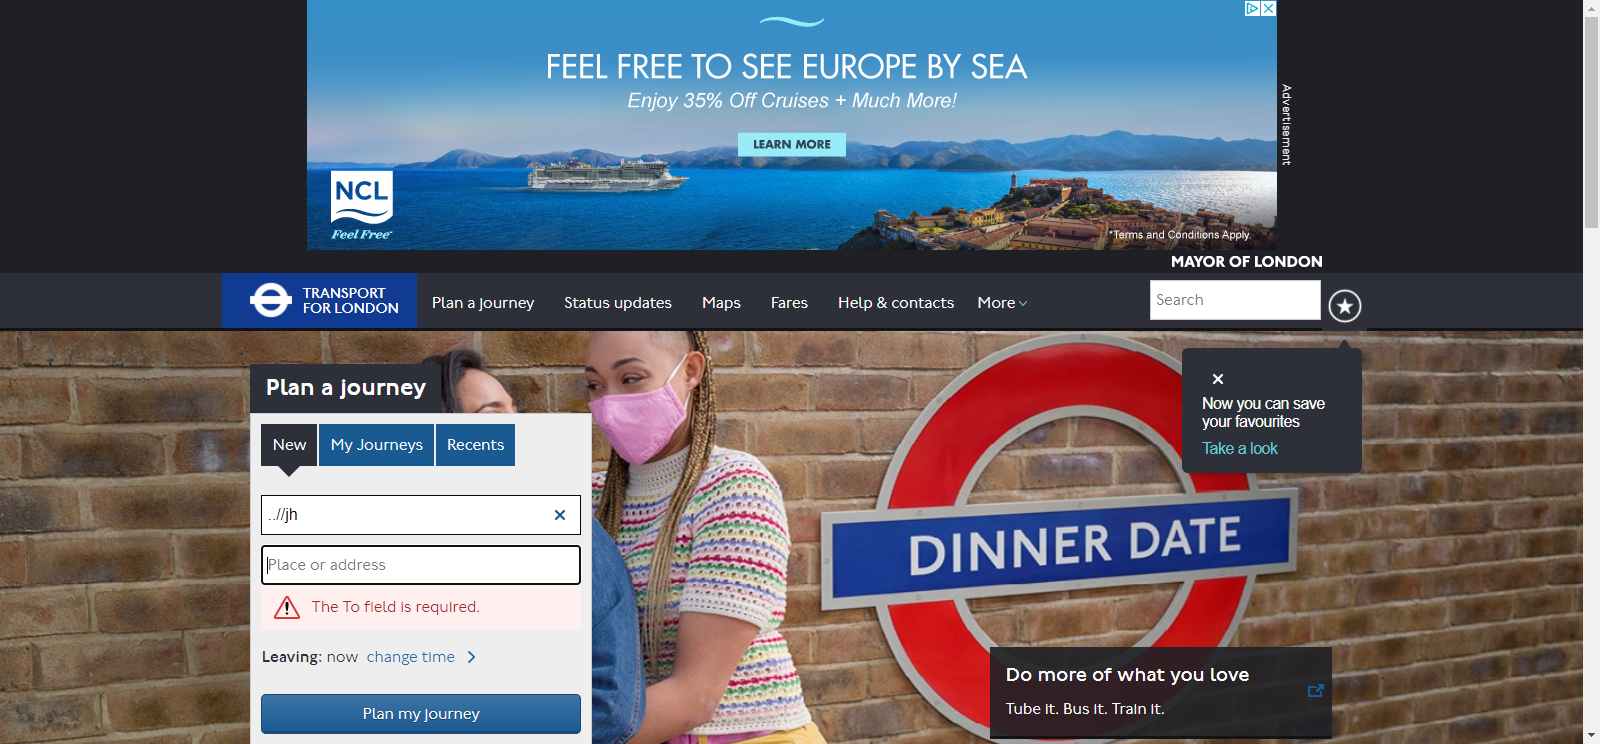 FEEL FREE TO SEE EUROPE BY SEA
Enjoy 35% Off Cruises + Much More!
LEARN MORE
NCL
Feel Free
*Terms and Conditions Apply.
Advertisement
MAYOR OF LONDON
TRANSPORT
FOR LONDON
Plan a journey
Status updates
Maps
Fares
Help & contacts
More
Search
Plan a journey
New
My Journeys
Recents
..//jh
Place or address
The To field is required.
Leaving: now change time
Plan my journey
Now you can save
your favourites
Take a look
DINNER DATE
Do more of what you love
Tube it. Bus it. Train it.